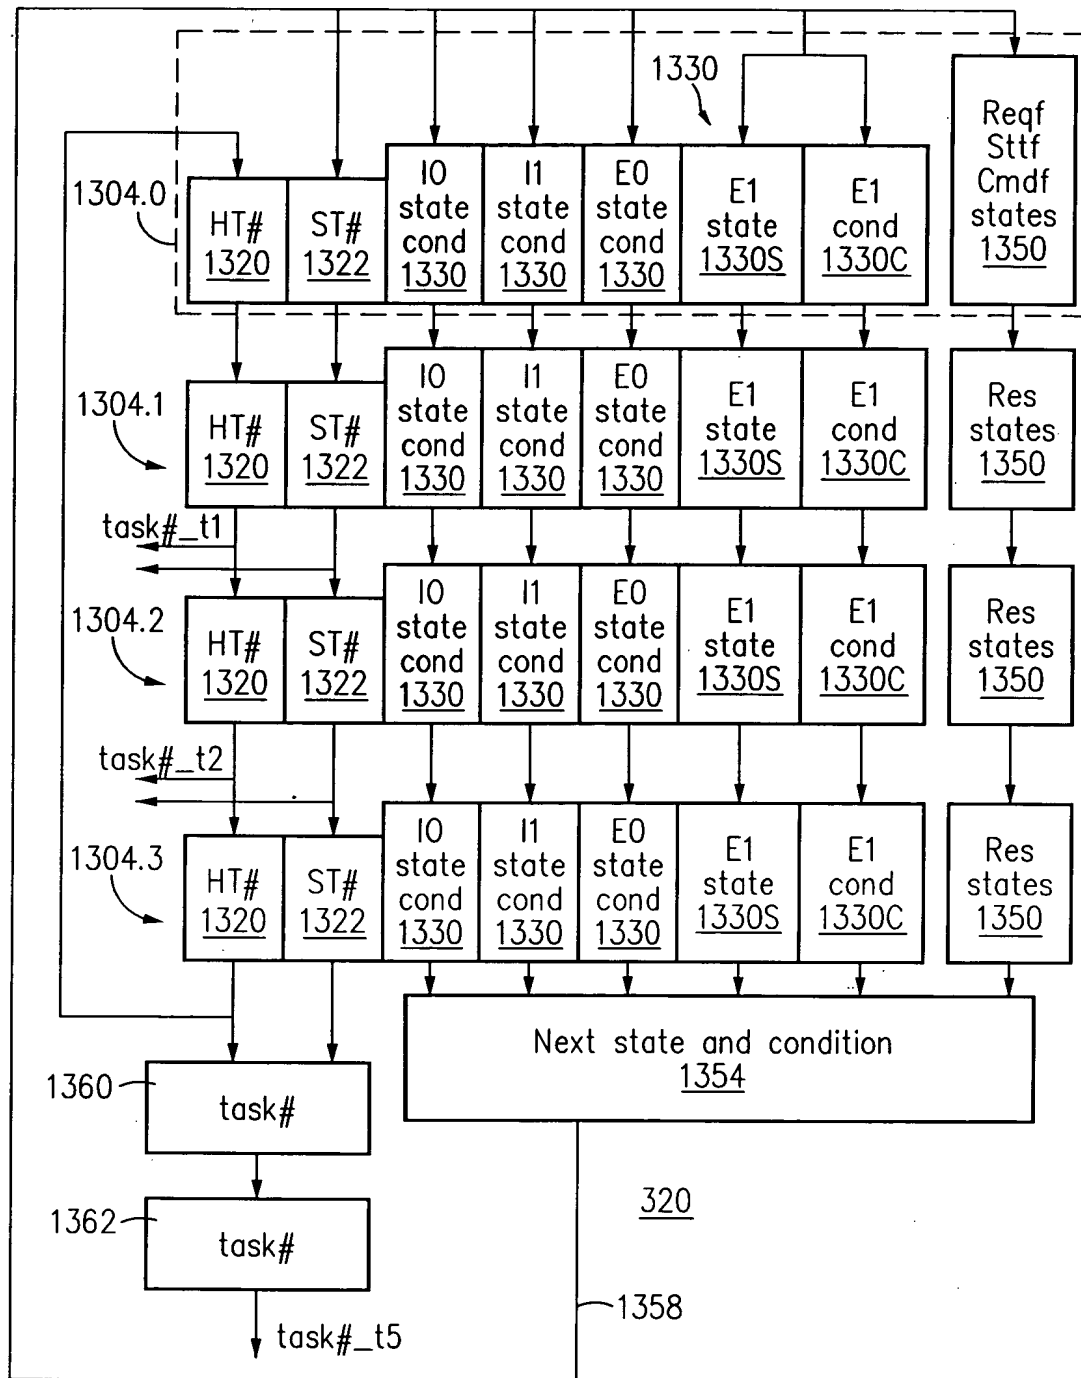 1330
1304.0
HT#
1320
ST#
1322
I0
state
cond
1330
I1
state
cond
1330
E0
state
cond
1330
E1
state
1330S
E1
cond
1330C
Reqf
Sttf
Cmdf
states
1350
1304.1
HT#
1320
ST#
1322
I0
state
cond
1330
I1
state
cond
1330
E0
state
cond
1330
E1
state
1330S
E1
cond
1330C
Res
states
1350
task#_t1
1304.2
HT#
1320
ST#
1322
I0
state
cond
1330
I1
state
cond
1330
E0
state
cond
1330
E1
state
1330S
E1
cond
1330C
Res
states
1350
task#_t2
1304.3
HT#
1320
ST#
1322
I0
state
cond
1330
I1
state
cond
1330
E0
state
cond
1330
E1
state
1330S
E1
cond
1330C
Res
states
1350
Next state and condition
1354
1360
task#
1362
task#
320
1358
task#_t5